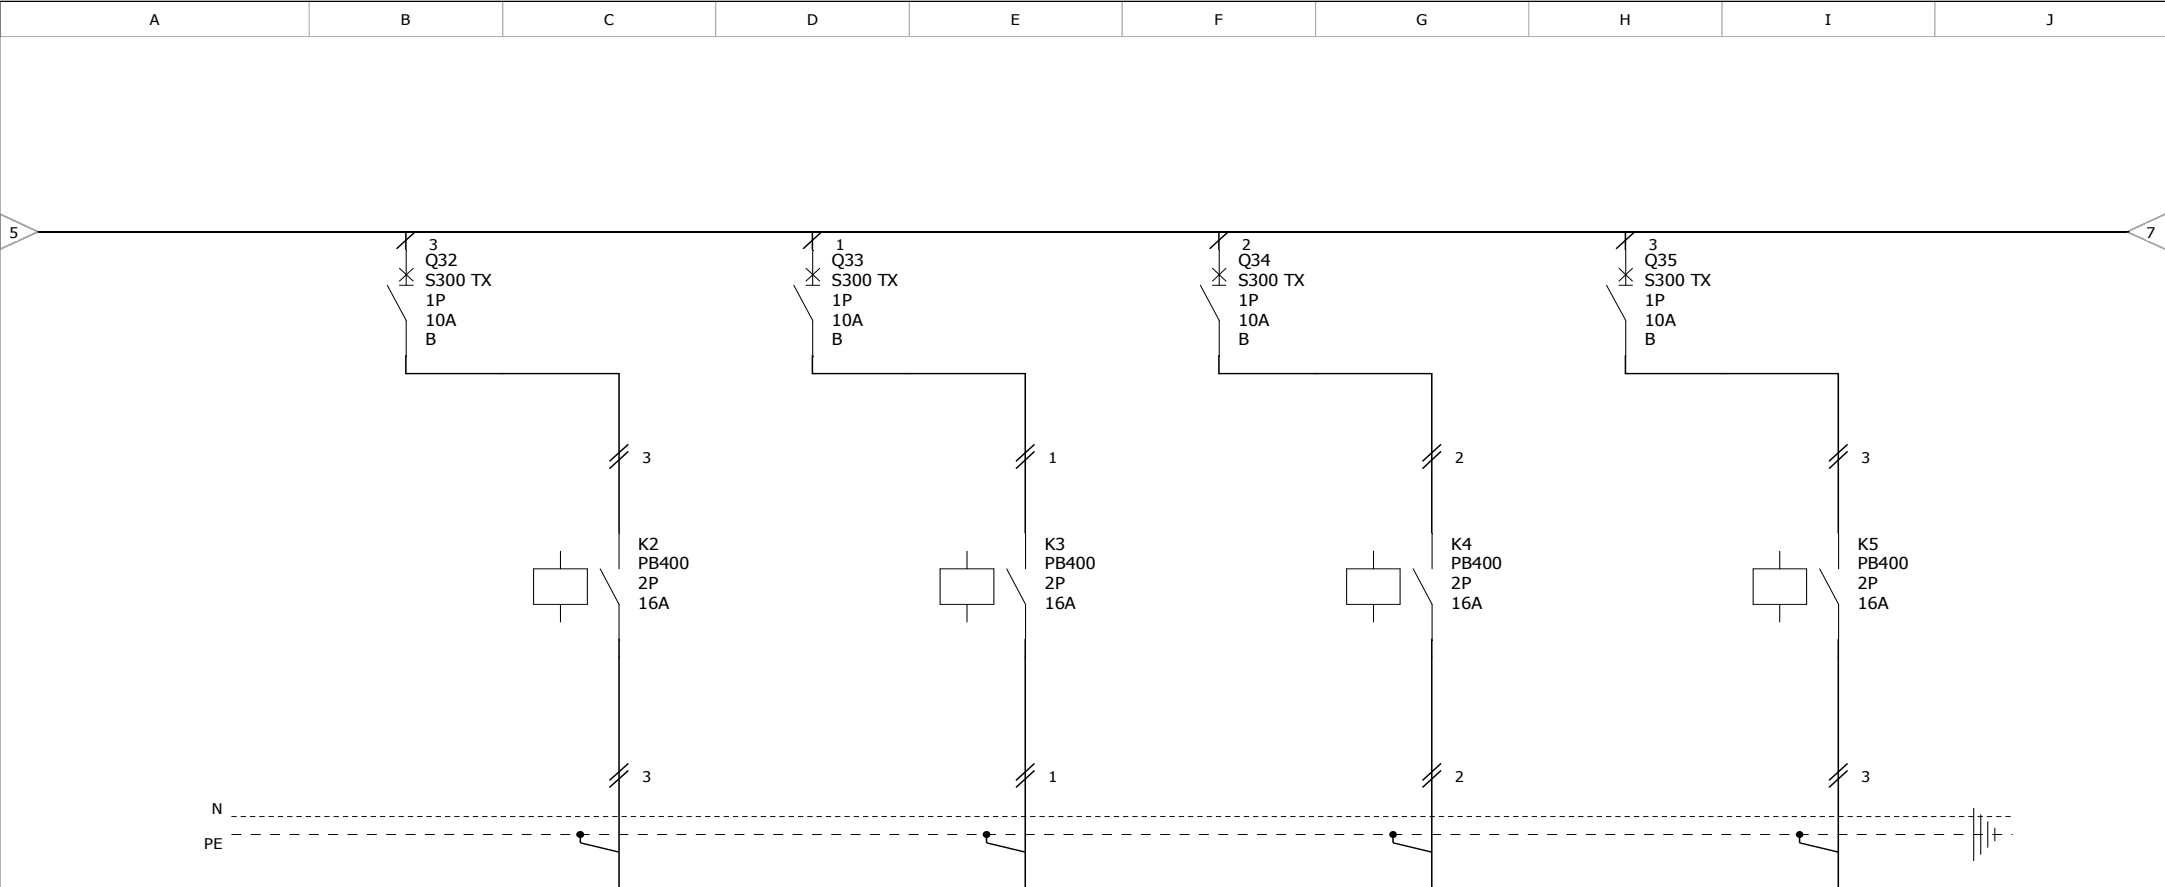 A B C D E F G H I J
5 7
3 1 2 3
Q32 Q33 Q34 Q35
S300 TX S300 TX S300 TX S300 TX
1P 1P 1P 1P
10A 10A 10A 10A
B B B B
3 1 2 3
K2 K3 K4 K5
PB400 PB400 PB400 PB400
2P 2P 2P 2P
16A 16A 16A 16A
3 1 2 3
N
PE